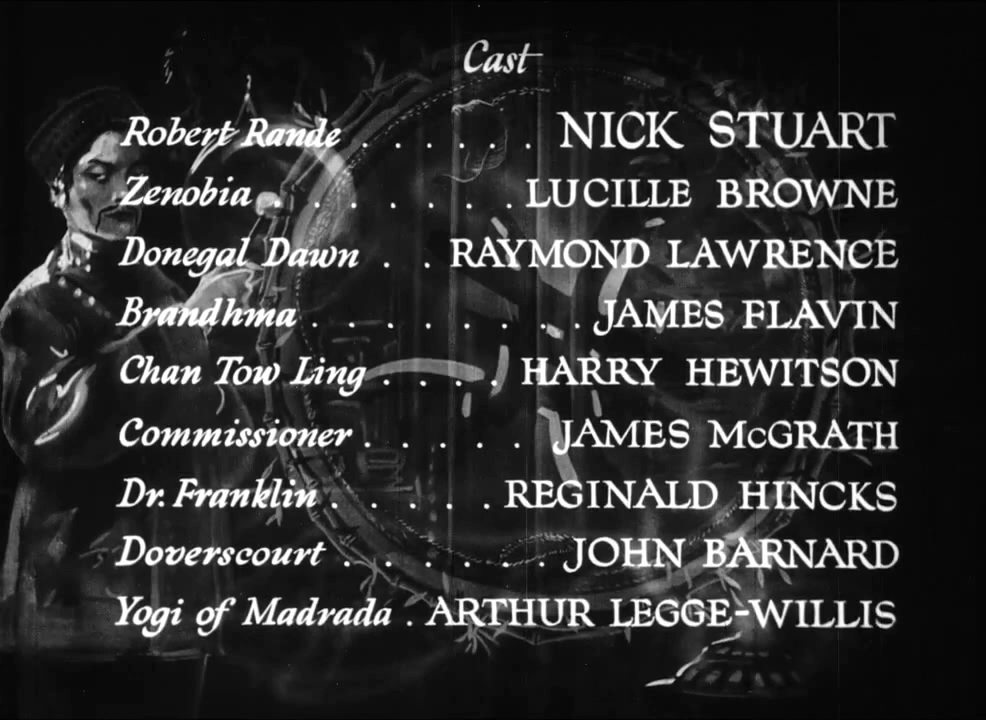 Cast
Robert Rande . . . . . . NICK STUART
Zenobia . . . . . . . LUCILLE BROWNE
Donegal Dawn . . RAYMOND LAWRENCE
Brandhma . . . . . . . . JAMES FLAVIN
Chan Tow Ling . . . . HARRY HEWITSON
Commissioner . . . . . JAMES McGRATH
Dr. Franklin . . . . . REGINALD HINCKS
Doverscourt . . . . . . JOHN BARNARD
Yogi of Madrada . ARTHUR LEGGE-WILLIS